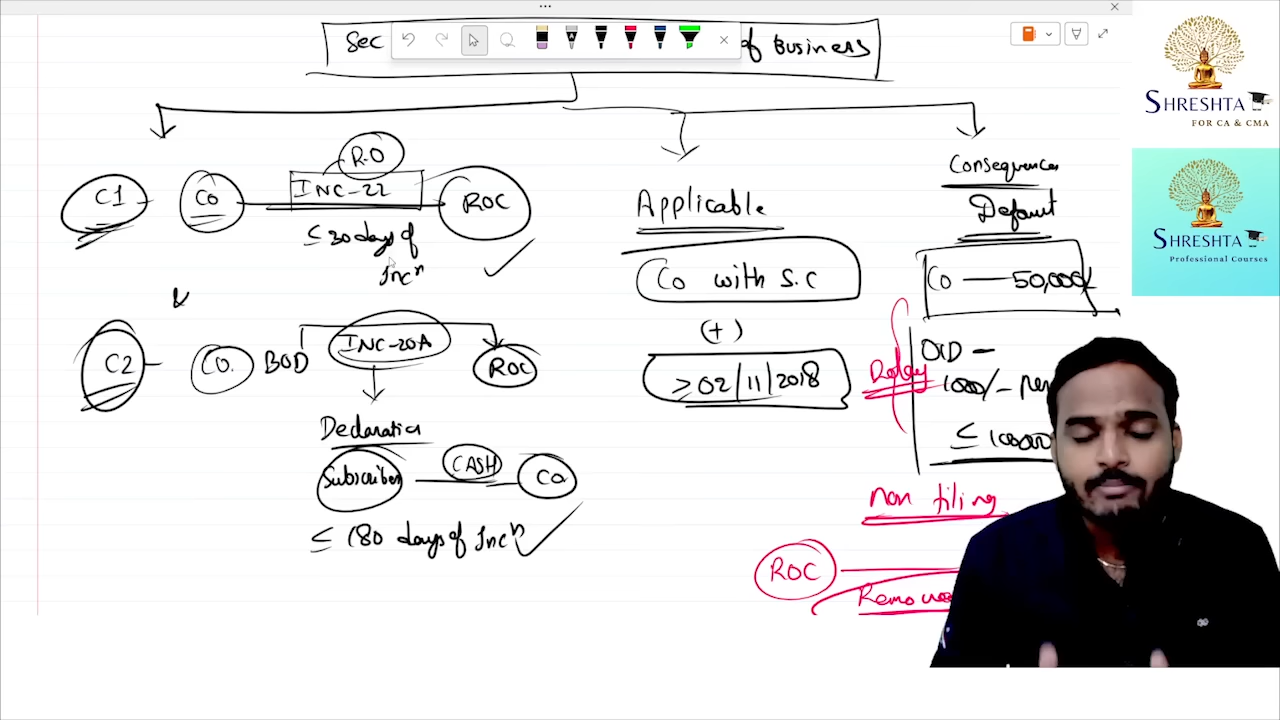 Sec of Business
R.O
C1 Co INC-22 ROC
≤ 30 days of
Incⁿ
&
C2 Co. BOD INC-20A ROC
Declaration
Subscriber CASH Co
≤ 180 days of Incⁿ
Applicable
Co with S.C
(+)
≥ 02/11/2018
Consequences
Default
Co — 50,000/-
OID –
Delay
1000/- per
≤ 100000
non filing
ROC
SHRESHTA
FOR CA & CMA
SHRESHTA
Professional Courses